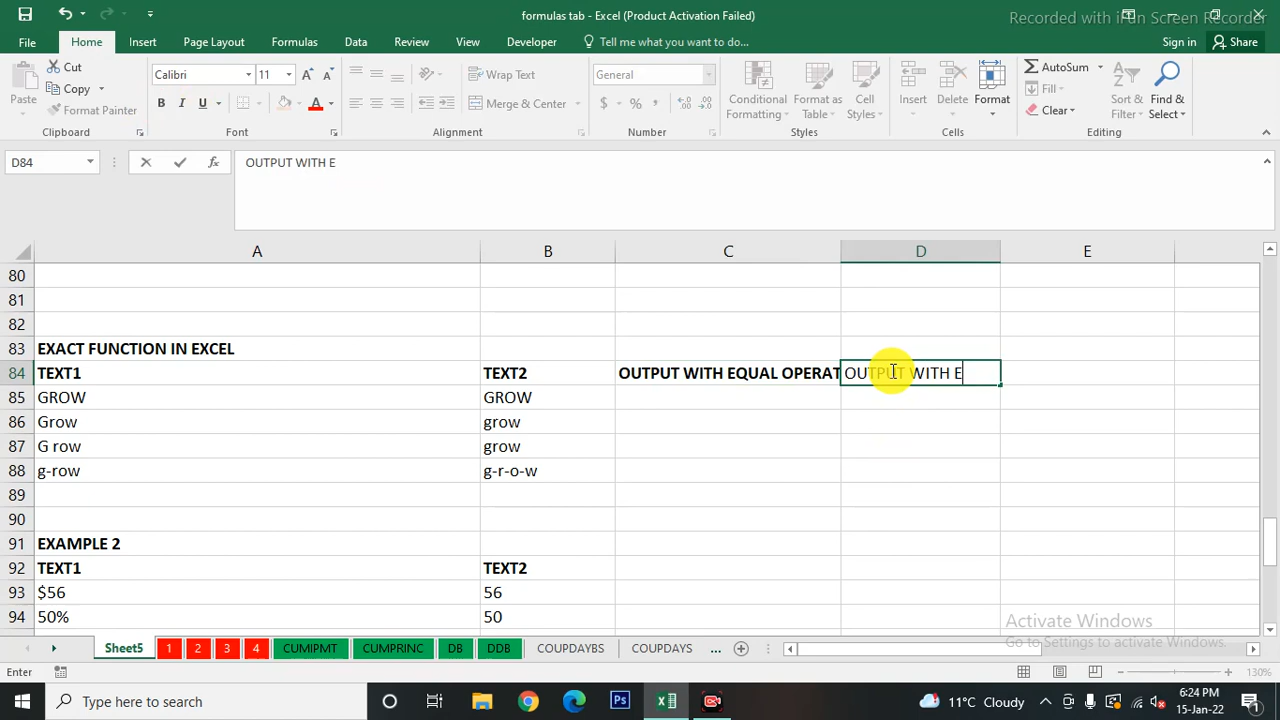 formulas tab - Excel (Product Activation Failed)
Recorded with iFun Screen Recorder
File Home Insert Page Layout Formulas Data Review View Developer Tell me what you want to do... Sign in Share
Paste Cut Copy Format Painter
Calibri 11
Wrap Text
Merge & Center
General
$ % ,
Conditional Formatting Format as Table Cell Styles
Insert Delete Format
AutoSum Fill Clear
Sort & Filter Find & Select
Clipboard Font Alignment Number Styles Cells Editing
D84 fx OUTPUT WITH E
A B C D E
80
81
82
83 EXACT FUNCTION IN EXCEL
84 TEXT1 TEXT2 OUTPUT WITH EQUAL OPERAT OUTPUT WITH E
85 GROW GROW
86 Grow grow
87 G row grow
88 g-row g-r-o-w
89
90
91 EXAMPLE 2
92 TEXT1 TEXT2
93 $56 56
94 50% 50
Activate Windows
Go to Settings to activate Windows.
Sheet5 1 2 3 4 CUMIPMT CUMPRINC DB DDB COUPDAYBS COUPDAYS ...
Enter 130%
Type here to search
11°C Cloudy
6:24 PM
15-Jan-22